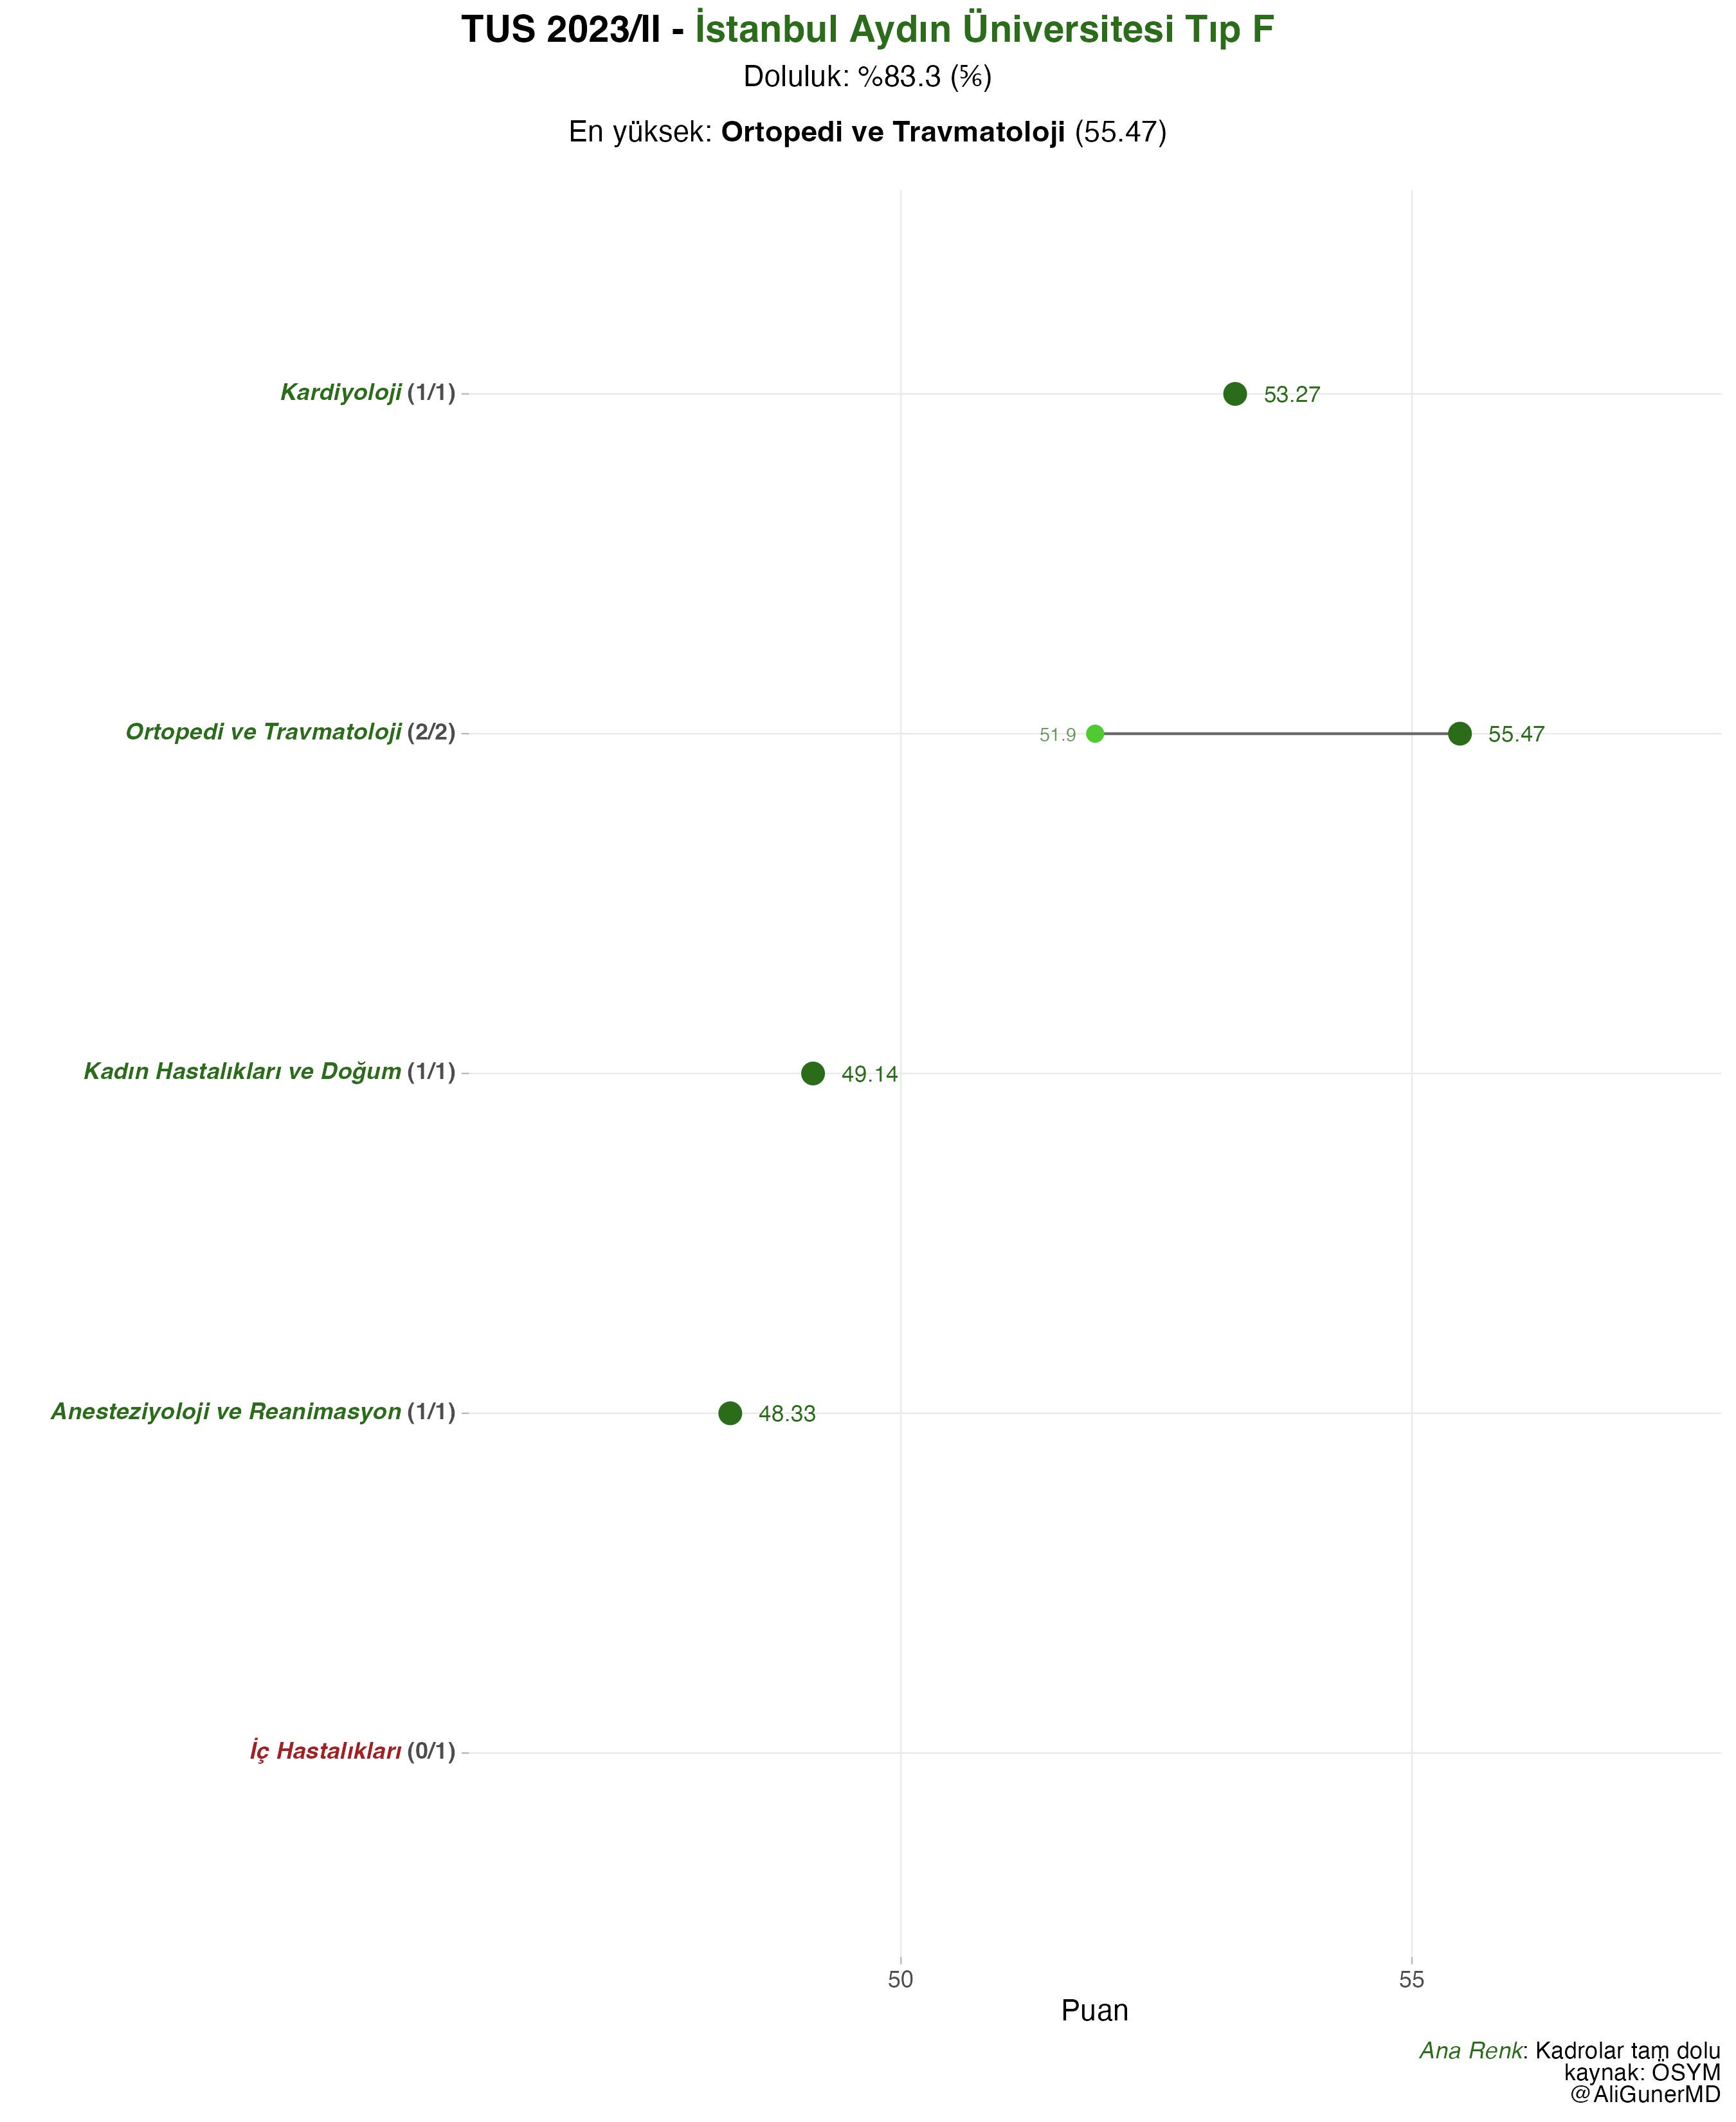 TUS 2023/II - İstanbul Aydın Üniversitesi Tıp F
Doluluk: %83.3 (⅚)
En yüksek: Ortopedi ve Travmatoloji (55.47)
Kardiyoloji (1/1) 53.27
Ortopedi ve Travmatoloji (2/2) 51.9 55.47
Kadın Hastalıkları ve Doğum (1/1) 49.14
Anesteziyoloji ve Reanimasyon (1/1) 48.33
İç Hastalıkları (0/1)
50 55
Puan
Ana Renk: Kadrolar tam dolu
kaynak: ÖSYM
@AliGunerMD